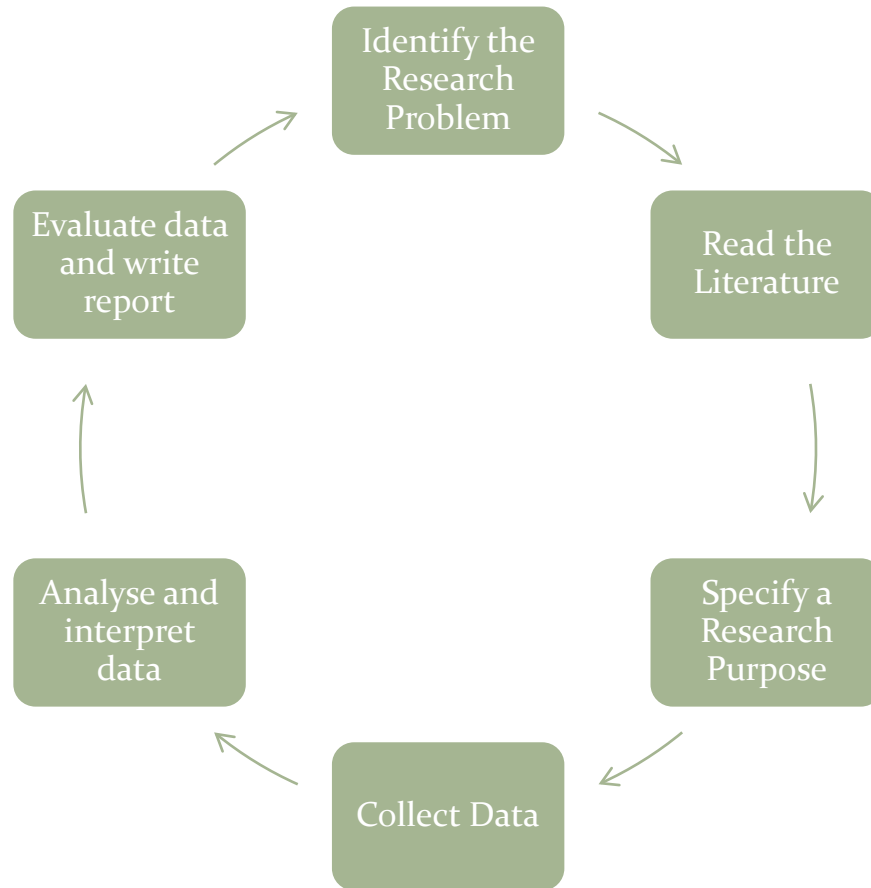 Identify the
Research
Problem
Read the
Literature
Specify a
Research
Purpose
Collect Data
Analyse and
interpret
data
Evaluate data
and write
report